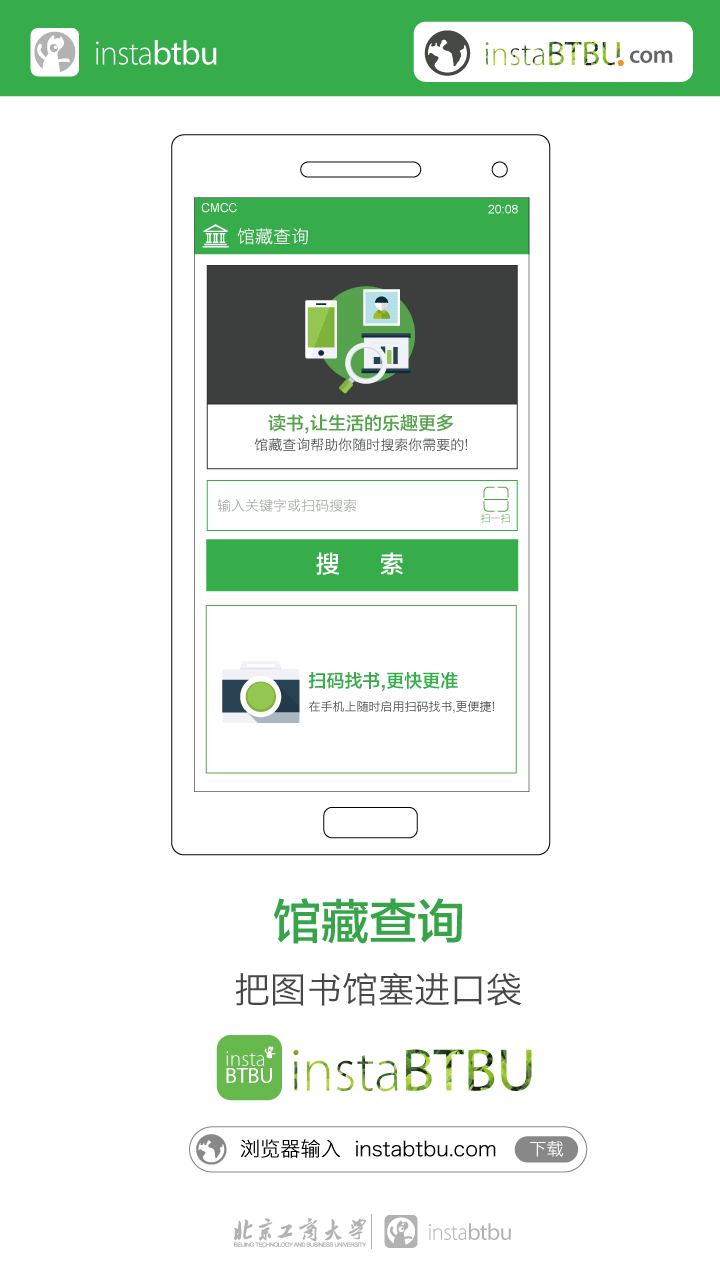 instabtbu
instaBTBU.com
CMCC
20:08
馆藏查询
读书,让生活的乐趣更多
馆藏查询帮助你随时搜索你需要的!
输入关键字或扫码搜索
扫一扫
搜 索
扫码找书,更快更准
在手机上随时启用扫码找书,更便捷!
馆藏查询
把图书馆塞进口袋
insta
BTBU
instaBTBU
浏览器输入 instabtbu.com 下载
北京工商大学
BEIJING TECHNOLOGY AND BUSINESS UNIVERSITY
instabtbu